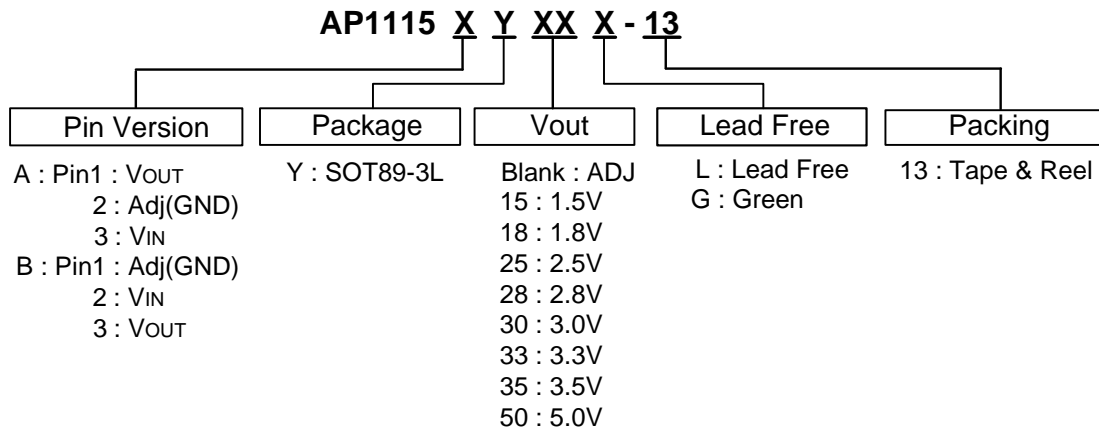 AP1115 X Y XX X - 13
Pin Version
A : Pin1 : VOUT
2 : Adj(GND)
3 : VIN
B : Pin1 : Adj(GND)
2 : VIN
3 : VOUT
Package
Y : SOT89-3L
Vout
Blank : ADJ
15 : 1.5V
18 : 1.8V
25 : 2.5V
28 : 2.8V
30 : 3.0V
33 : 3.3V
35 : 3.5V
50 : 5.0V
Lead Free
L : Lead Free
G : Green
Packing
13 : Tape & Reel